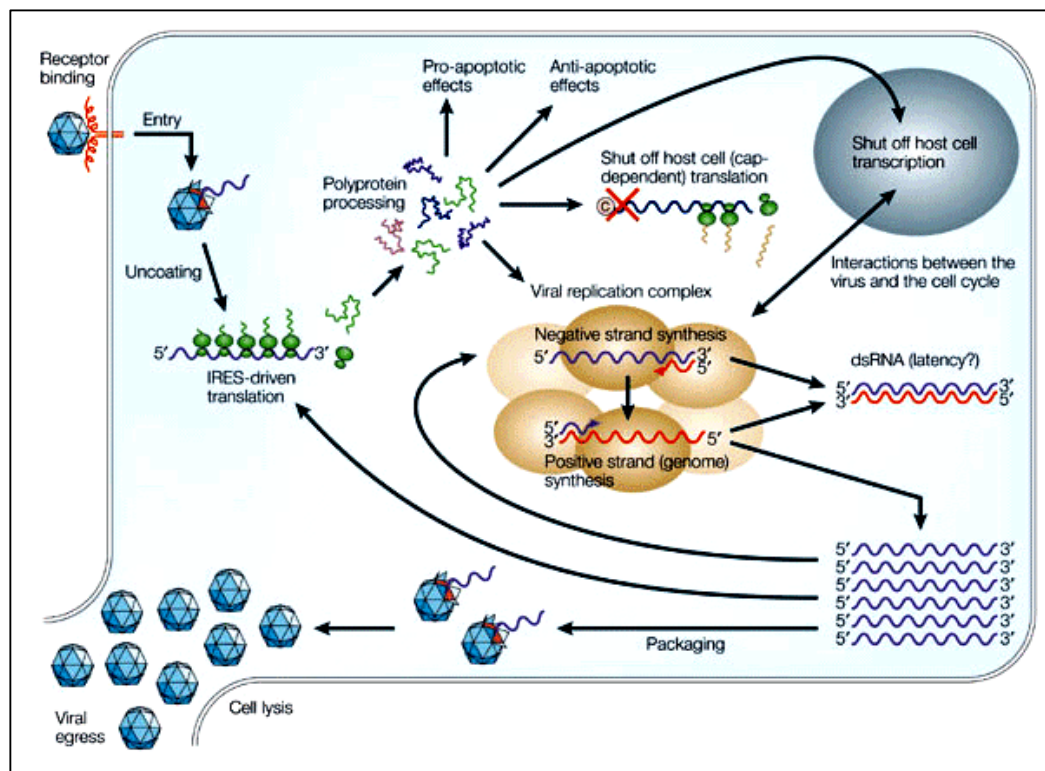 Receptor
binding
Entry
Uncoating
5′
3′
IRES-driven
translation
Polyprotein
processing
Pro-apoptotic
effects
Anti-apoptotic
effects
Shut off host cell (cap-
dependent) translation
C
Shut off host cell
transcription
Interactions between the
virus and the cell cycle
Viral replication complex
Negative strand synthesis
5′
3′
5′
5′
3′
5′
Positive strand (genome)
synthesis
dsRNA (latency?)
5′ 3′
3′ 5′
5′ 3′
5′ 3′
5′ 3′
5′ 3′
5′ 3′
5′ 3′
Packaging
Cell lysis
Viral
egress